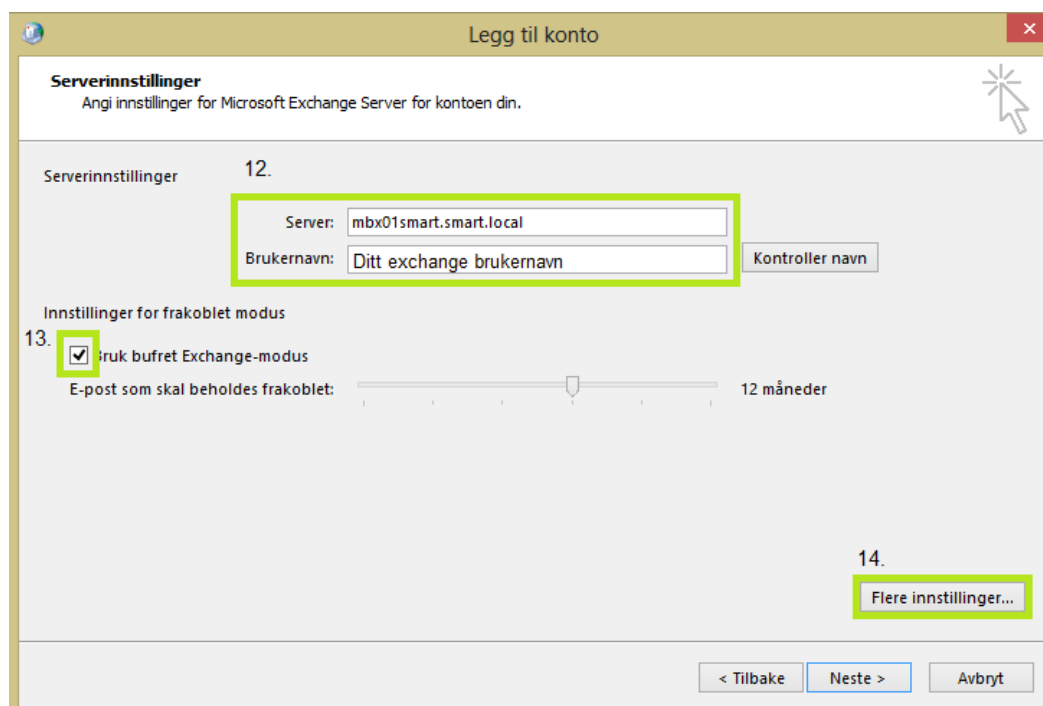 Legg til konto
Serverinnstillinger
Angi innstillinger for Microsoft Exchange Server for kontoen din.
12.
Serverinnstillinger
Server: mbx01smart.smart.local
Brukernavn: Ditt exchange brukernavn Kontroller navn
Innstillinger for frakoblet modus
13.
Bruk bufret Exchange-modus
E-post som skal beholdes frakoblet: 12 måneder
14.
Flere innstillinger...
< Tilbake Neste > Avbryt